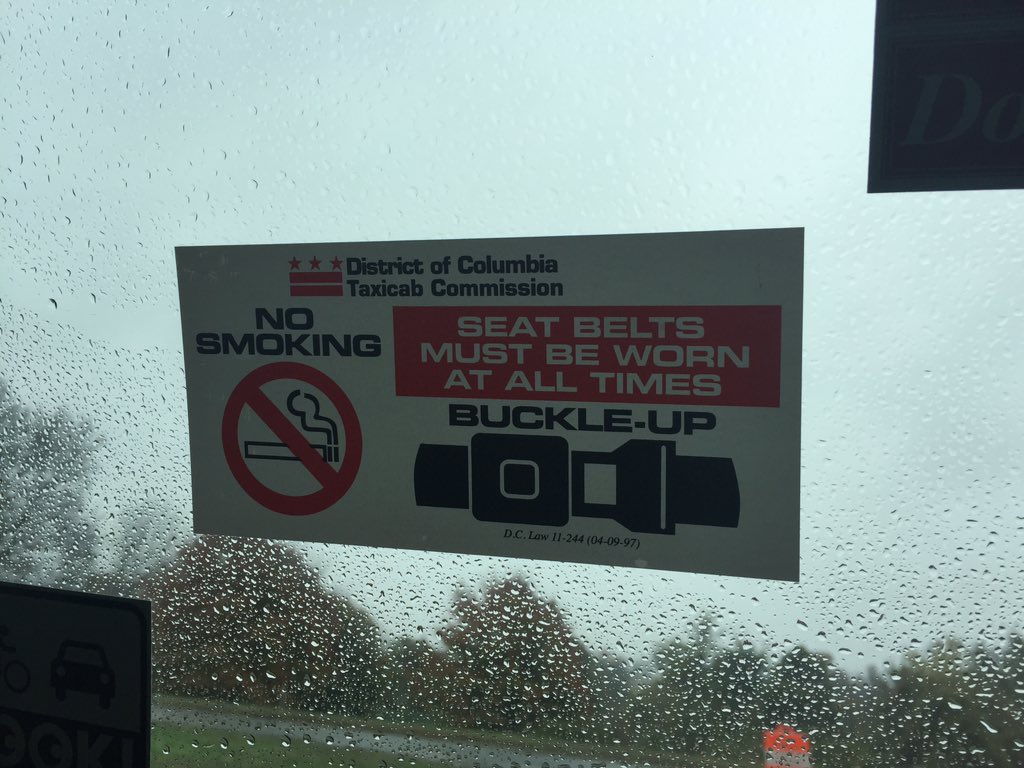 Do
District of Columbia
Taxicab Commission
NO
SMOKING
SEAT BELTS
MUST BE WORN
AT ALL TIMES
BUCKLE-UP
D.C. Law 11-244 (04-09-97)